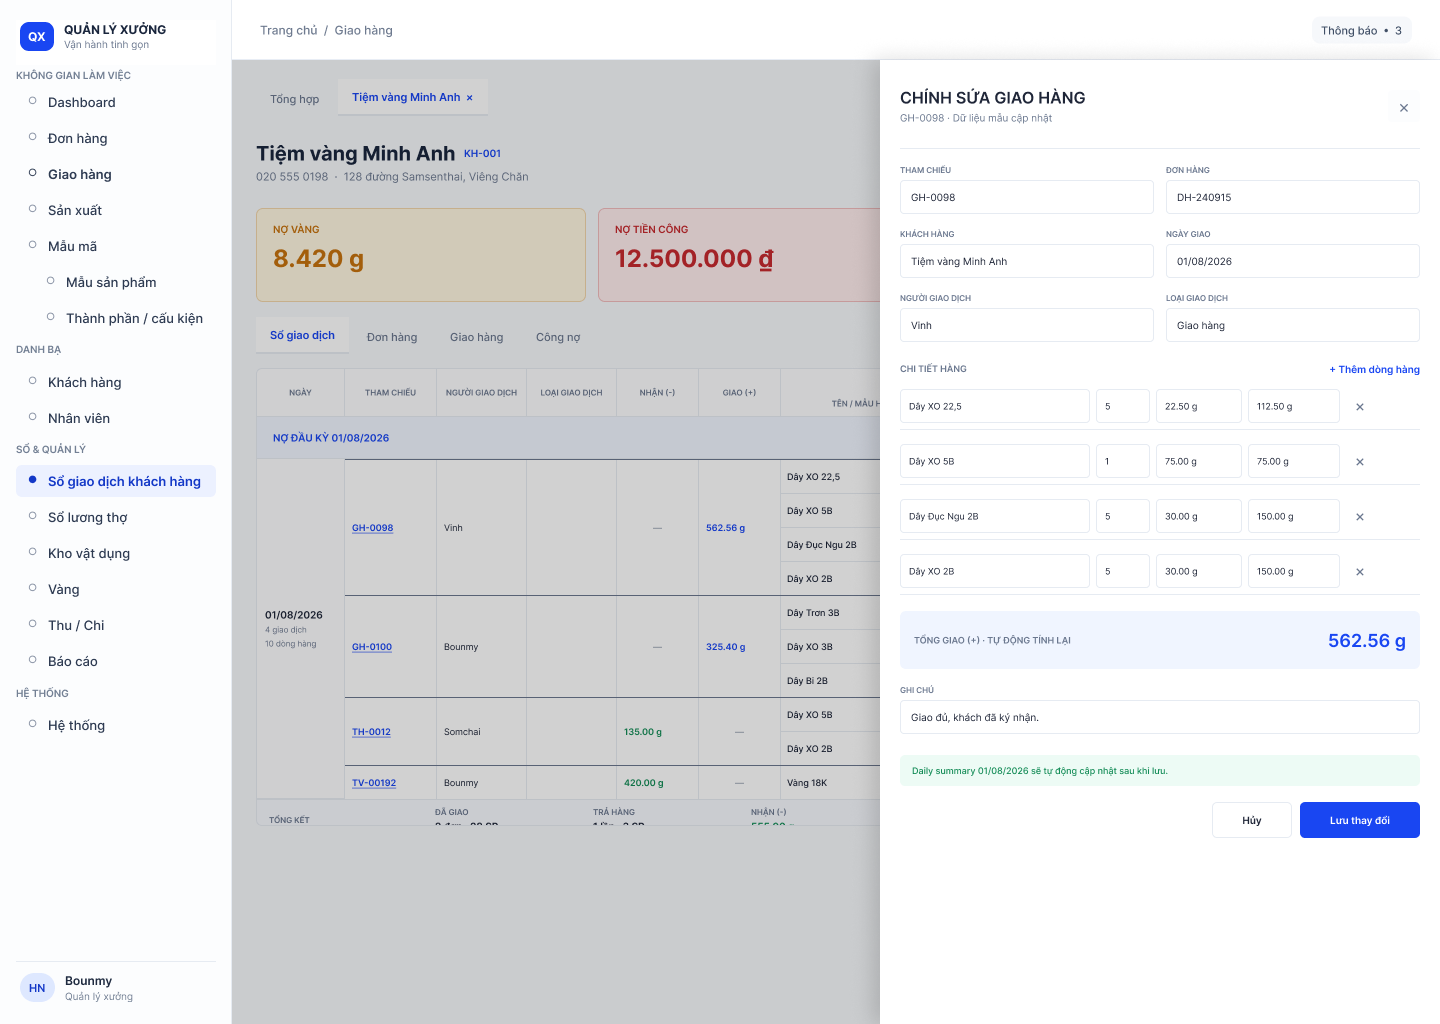 QX
QUẢN LÝ XƯỞNG
Vận hành tinh gọn
KHÔNG GIAN LÀM VIỆC
Dashboard
Đơn hàng
Giao hàng
Sản xuất
Mẫu mã
Mẫu sản phẩm
Thành phần / cấu kiện
DANH BẠ
Khách hàng
Nhân viên
SỔ & QUẢN LÝ
Sổ giao dịch khách hàng
Sổ lương thợ
Kho vật dụng
Vàng
Thu / Chi
Báo cáo
HỆ THỐNG
Hệ thống
HN
Bounmy
Quản lý xưởng
Trang chủ / Giao hàng
Thông báo • 3
Tổng hợp
Tiệm vàng Minh Anh ×
Tiệm vàng Minh Anh KH-001
020 555 0198 · 128 đường Samsenthai, Viêng Chăn
NỢ VÀNG
8.420 g
NỢ TIỀN CÔNG
12.500.000 ₫
Sổ giao dịch Đơn hàng Giao hàng Công nợ
NGÀY THAM CHIẾU NGƯỜI GIAO DỊCH LOẠI GIAO DỊCH NHẬN (-) GIAO (+) TÊN / MẪU H
NỢ ĐẦU KỲ 01/08/2026
01/08/2026
4 giao dịch
10 dòng hàng
GH-0098 Vinh — 562.56 g
Dây XO 22,5
Dây XO 5B
Dây Đục Ngu 2B
Dây XO 2B
GH-0100 Bounmy — 325.40 g
Dây Trơn 3B
Dây XO 3B
Dây Bi 2B
TH-0012 Somchai 135.00 g —
Dây XO 5B
Dây XO 2B
TV-00192 Bounmy 420.00 g — Vàng 18K
TỔNG KẾT
ĐÃ GIAO
TRẢ HÀNG
NHẬN (-)
CHỈNH SỬA GIAO HÀNG
GH-0098 · Dữ liệu mẫu cập nhật
×
THAM CHIẾU
GH-0098
ĐƠN HÀNG
DH-240915
KHÁCH HÀNG
Tiệm vàng Minh Anh
NGÀY GIAO
01/08/2026
NGƯỜI GIAO DỊCH
Vinh
LOẠI GIAO DỊCH
Giao hàng
CHI TIẾT HÀNG
+ Thêm dòng hàng
Dây XO 22,5 5 22.50 g 112.50 g ×
Dây XO 5B 1 75.00 g 75.00 g ×
Dây Đục Ngu 2B 5 30.00 g 150.00 g ×
Dây XO 2B 5 30.00 g 150.00 g ×
TỔNG GIAO (+) · TỰ ĐỘNG TÍNH LẠI
562.56 g
GHI CHÚ
Giao đủ, khách đã ký nhận.
Daily summary 01/08/2026 sẽ tự động cập nhật sau khi lưu.
Hủy
Lưu thay đổi